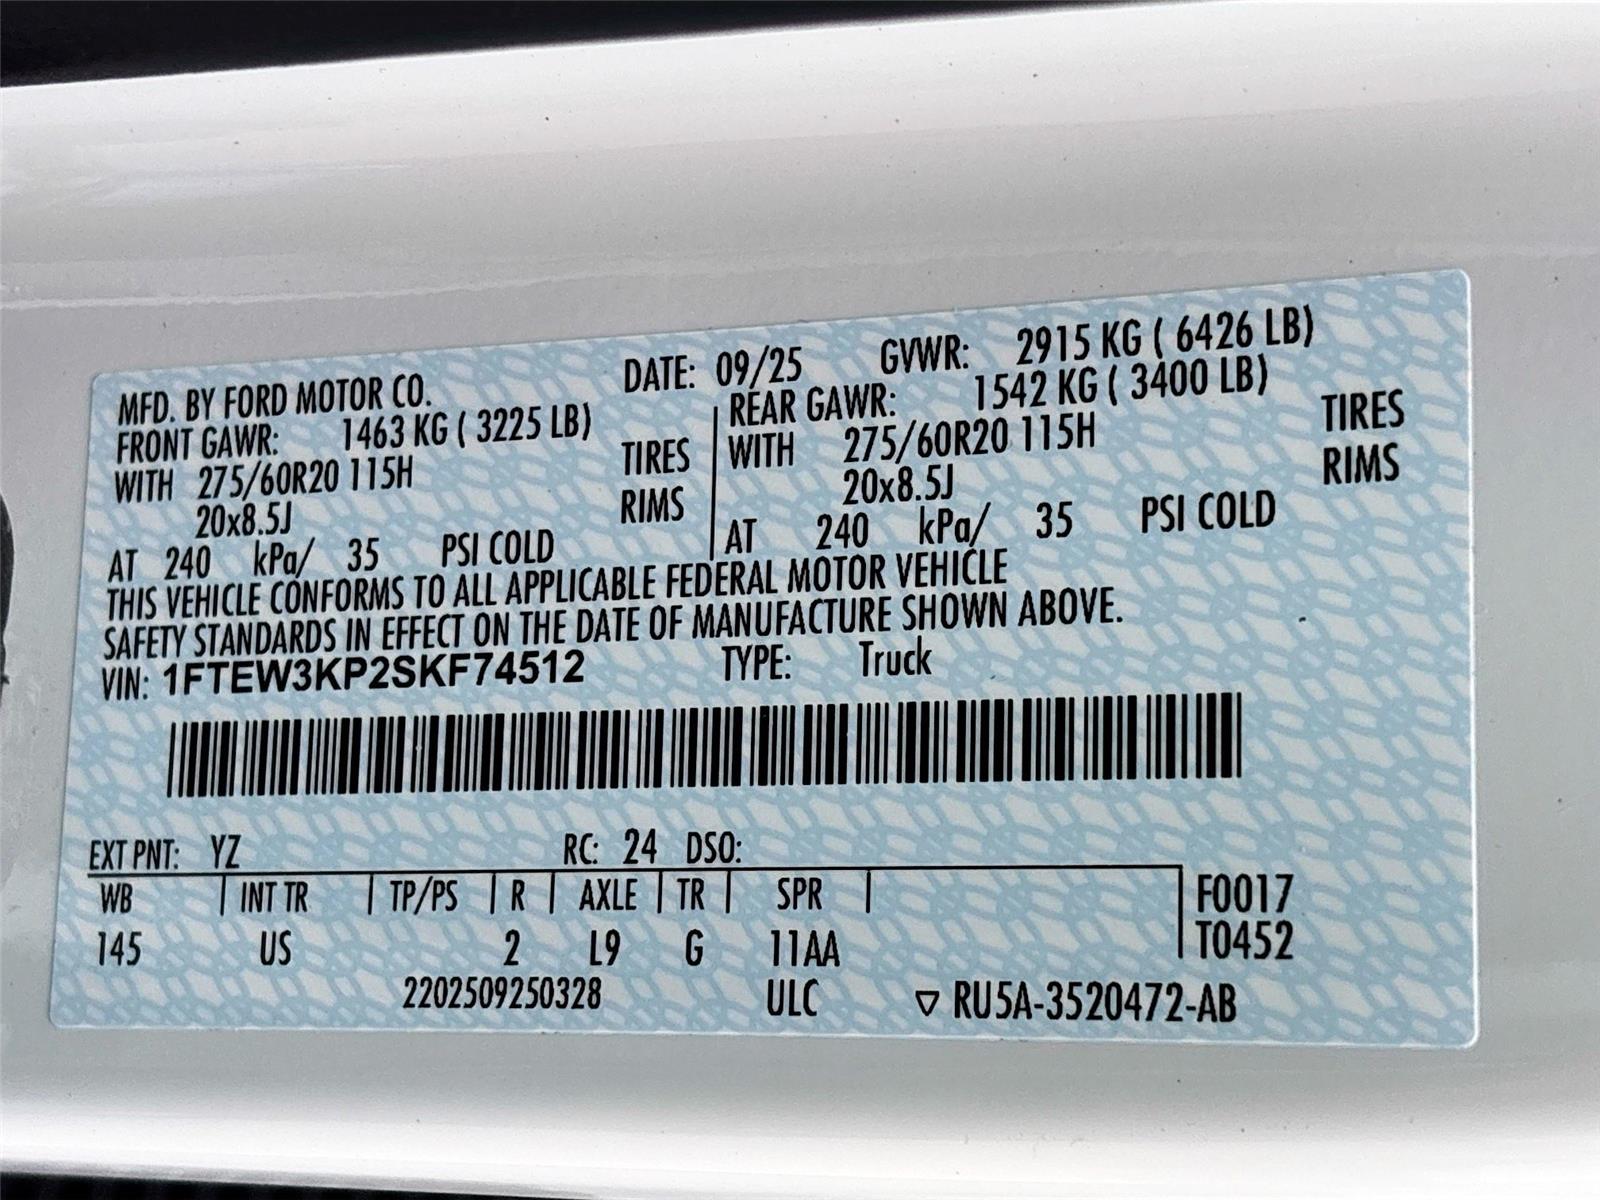 MFD. BY FORD MOTOR CO. DATE: 09/25 GVWR: 2915 KG ( 6426 LB)
FRONT GAWR: 1463 KG ( 3225 LB) REAR GAWR: 1542 KG ( 3400 LB)
WITH 275/60R20 115H TIRES WITH 275/60R20 115H TIRES
20x8.5J RIMS 20x8.5J RIMS
AT 240 kPa/ 35 PSI COLD AT 240 kPa/ 35 PSI COLD
THIS VEHICLE CONFORMS TO ALL APPLICABLE FEDERAL MOTOR VEHICLE
SAFETY STANDARDS IN EFFECT ON THE DATE OF MANUFACTURE SHOWN ABOVE.
VIN: 1FTEW3KP2SKF74512 TYPE: Truck
EXT PNT: YZ RC: 24 DSO:
WB INT TR TP/PS R AXLE TR SPR F0017
145 US 2 L9 G 11AA T0452
2202509250328 ULC ▽ RU5A-3520472-AB